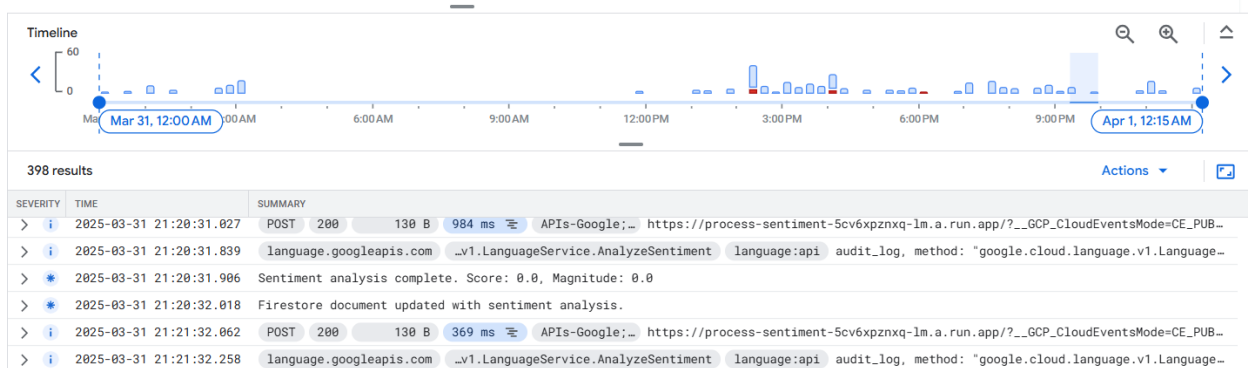 Timeline
60
0
Mar 31, 12:00 AM 6:00 AM 9:00 AM 12:00 PM 3:00 PM 6:00 PM 9:00 PM Apr 1, 12:15 AM
398 results Actions
SEVERITY TIME SUMMARY
2025-03-31 21:20:31.027 POST 200 130 B 984 ms APIs-Google;… https://process-sentiment-5cv6xpznxq-lm.a.run.app/?__GCP_CloudEventsMode=CE_PUB…
2025-03-31 21:20:31.839 language.googleapis.com …v1.LanguageService.AnalyzeSentiment language:api audit_log, method: "google.cloud.language.v1.Language…
2025-03-31 21:20:31.906 Sentiment analysis complete. Score: 0.0, Magnitude: 0.0
2025-03-31 21:20:32.018 Firestore document updated with sentiment analysis.
2025-03-31 21:21:32.062 POST 200 130 B 369 ms APIs-Google;… https://process-sentiment-5cv6xpznxq-lm.a.run.app/?__GCP_CloudEventsMode=CE_PUB…
2025-03-31 21:21:32.258 language.googleapis.com …v1.LanguageService.AnalyzeSentiment language:api audit_log, method: "google.cloud.language.v1.Language…